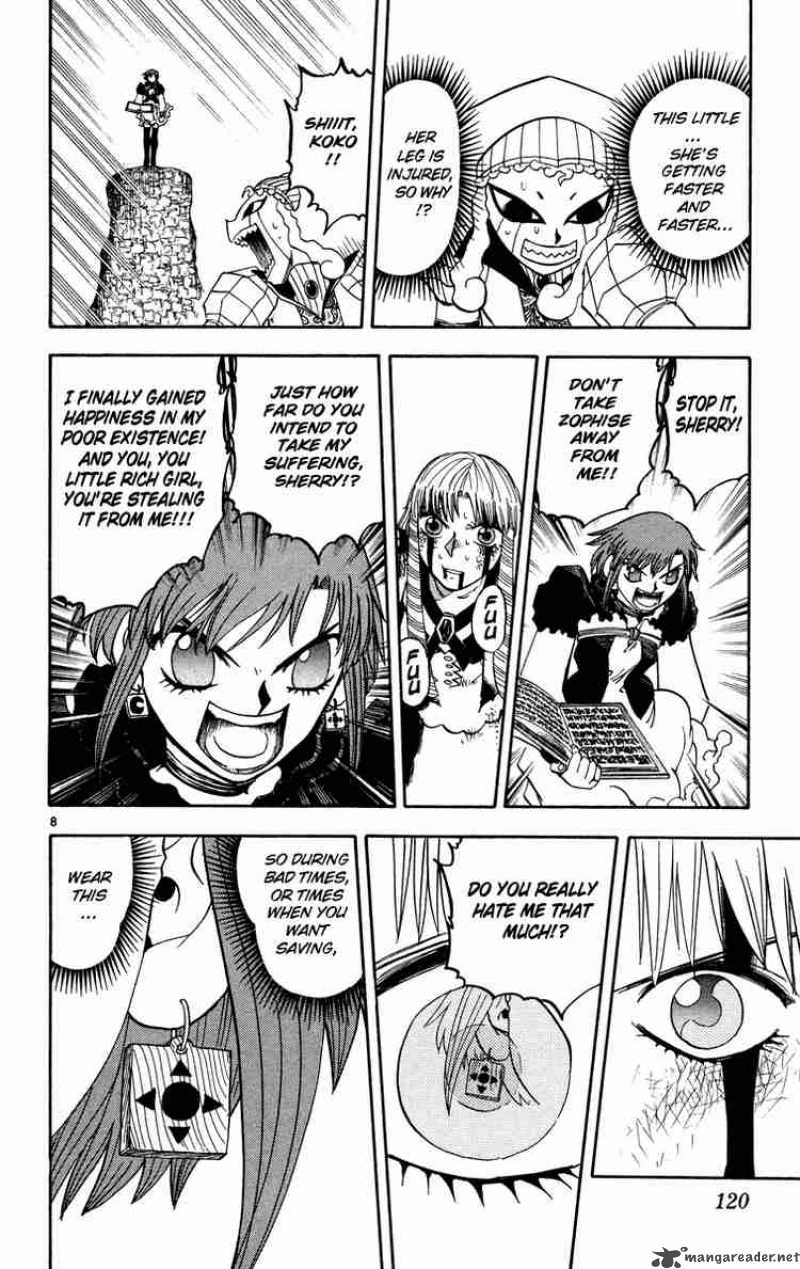 THIS LITTLE
...
SHE'S
GETTING
FASTER
AND
FASTER...
HER
LEG IS
INJURED,
SO WHY
!?
SHIIIT,
KOKO
!!
STOP IT,
SHERRY!
DON'T
TAKE
ZOPHISE
AWAY
FROM
ME!!
FUU
FUU
JUST HOW
FAR DO YOU
INTEND TO
TAKE MY
SUFFERING,
SHERRY!?
I FINALLY GAINED
HAPPINESS IN MY
POOR EXISTENCE!
AND YOU, YOU
LITTLE RICH GIRL,
YOU'RE STEALING
IT FROM ME!!!
8
DO YOU REALLY
HATE ME THAT
MUCH!?
SO DURING
BAD TIMES,
OR TIMES
WHEN YOU
WANT
SAVING,
WEAR
THIS
...
120
mangareader.net